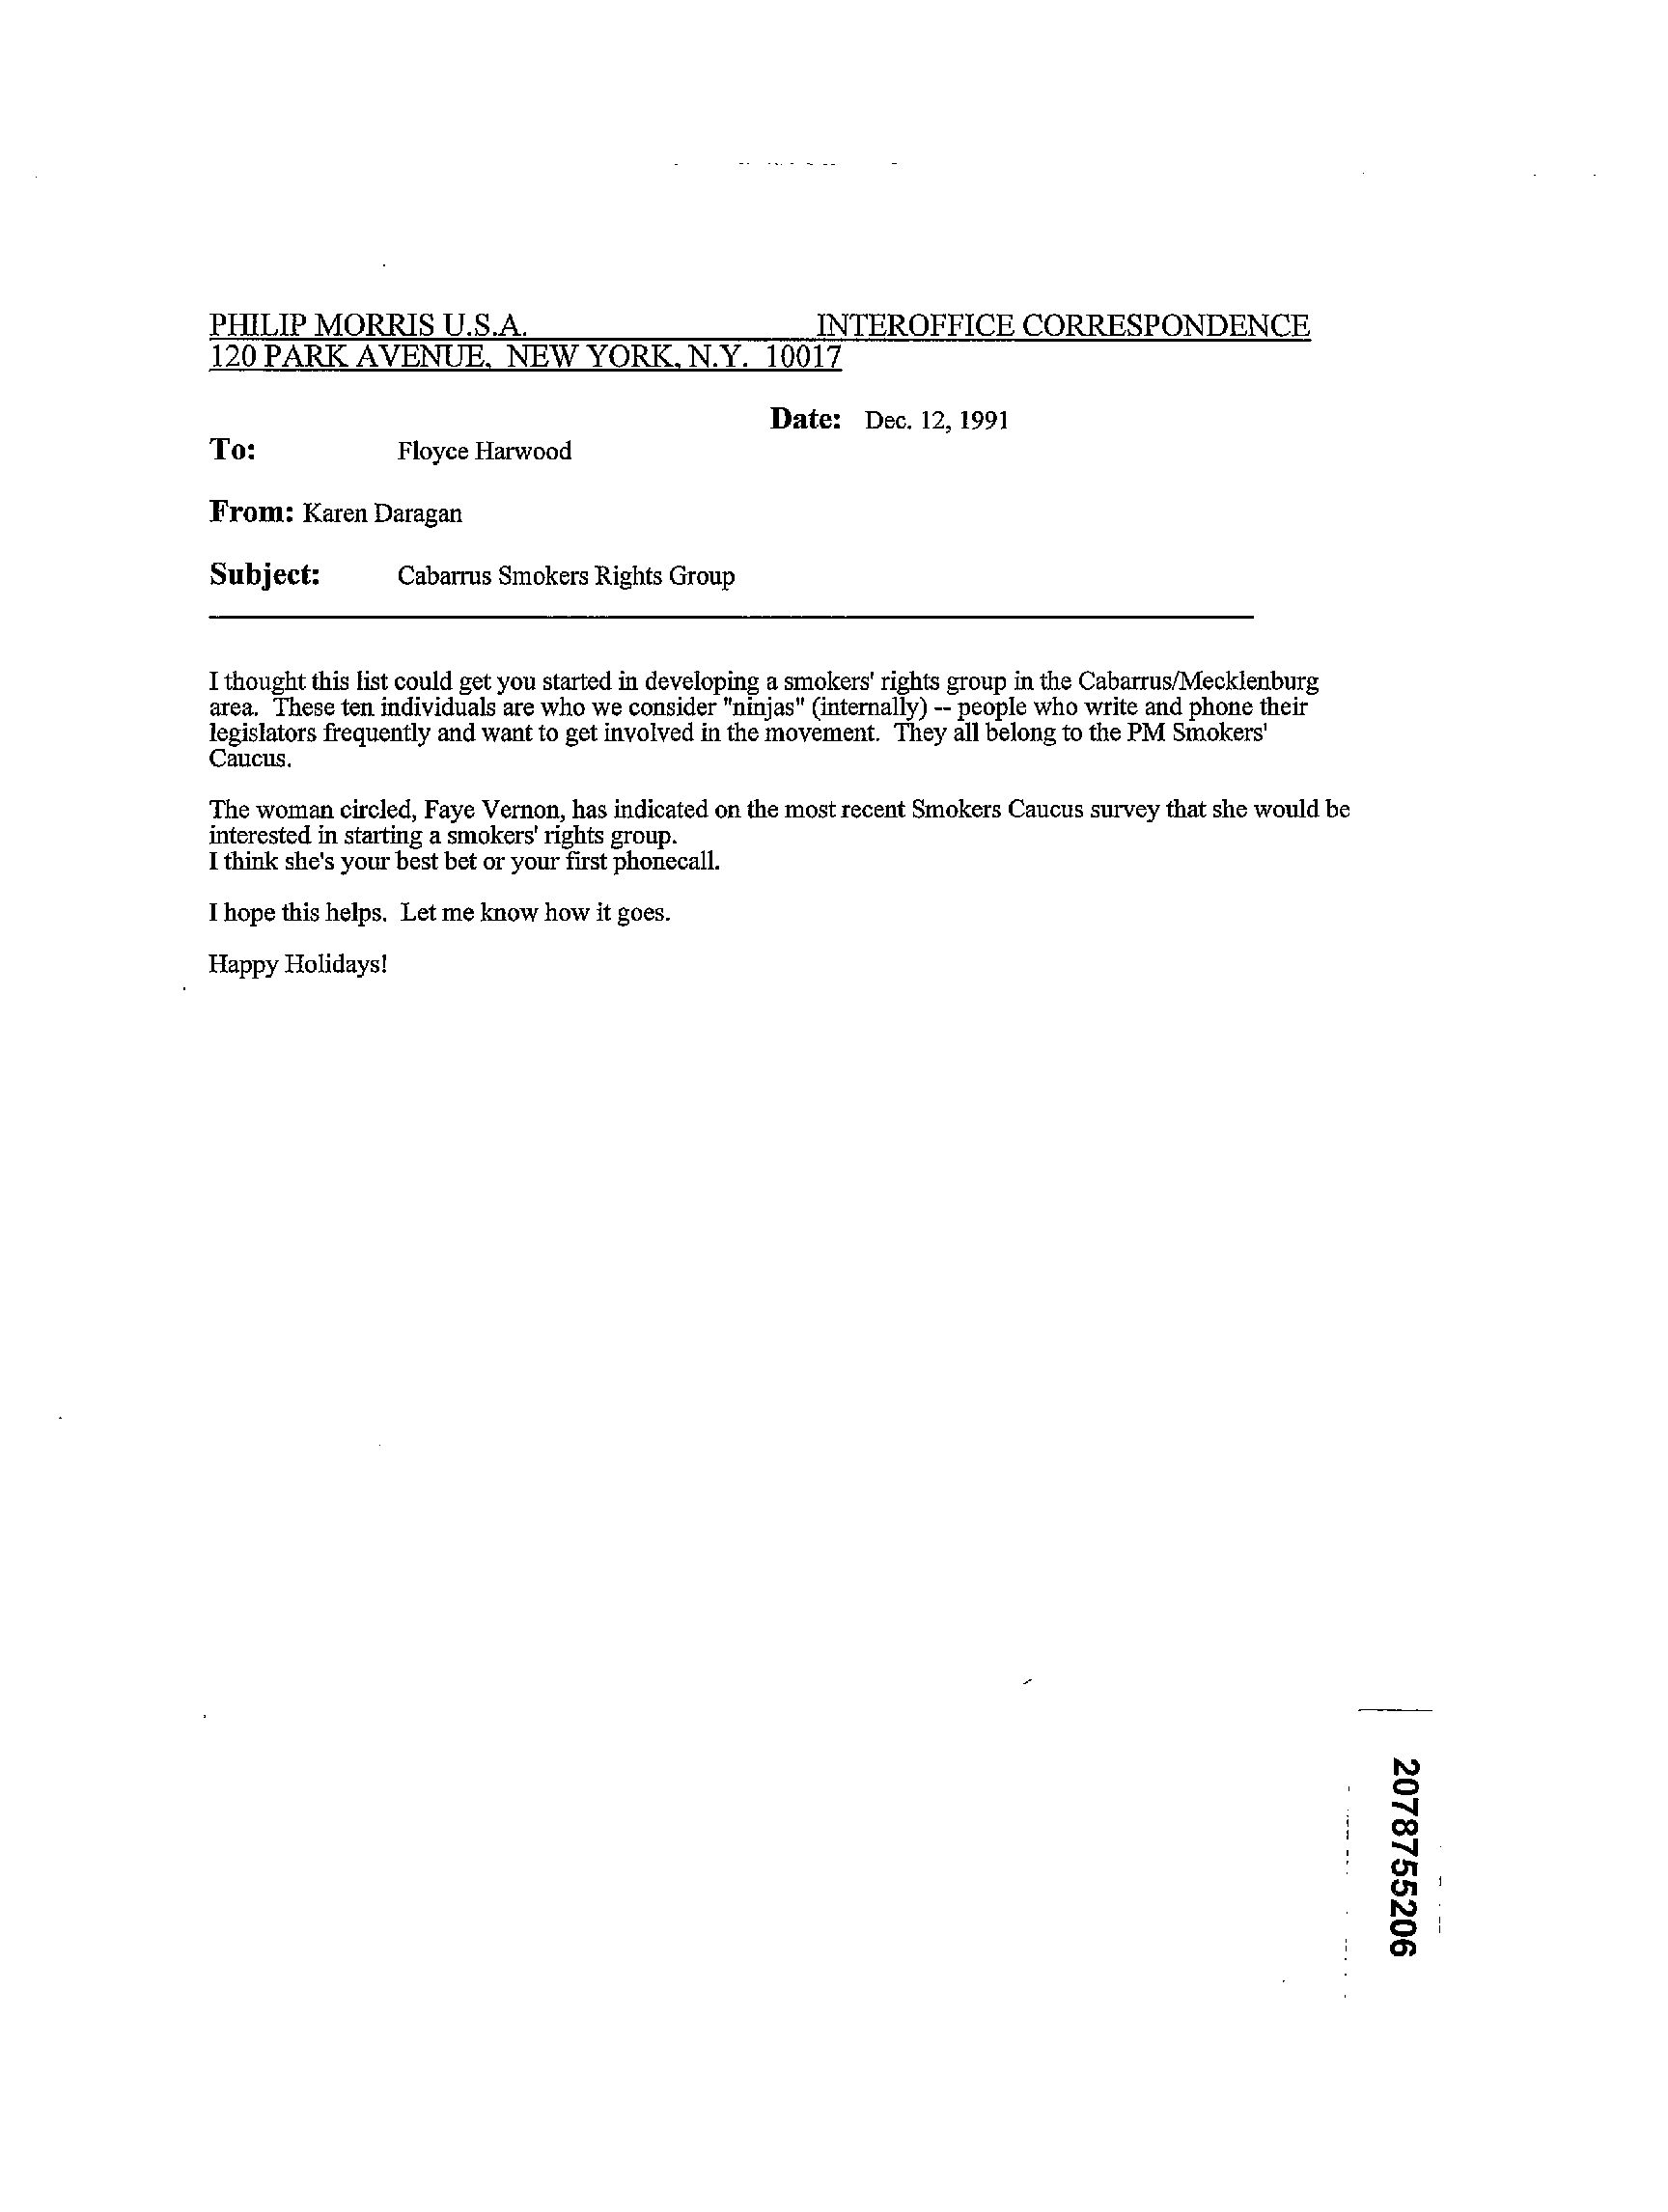 PHILIP MORRIS U.S.A. INTEROFFICE CORRESPONDENCE
120 PARK AVENUE, NEW YORK, N.Y. 10017
Date: Dec. 12, 1991
To: Floyce Harwood
From: Karen Daragan
Subject: Cabarrus Smokers Rights Group
I thought this list could get you started in developing a smokers' rights group in the Cabarrus/Mecklenburg
area. These ten individuals are who we consider "ninjas" (internally) -- people who write and phone their
legislators frequently and want to get involved in the movement. They all belong to the PM Smokers'
Caucus.
The woman circled, Faye Vernon, has indicated on the most recent Smokers Caucus survey that she would be
interested in starting a smokers' rights group.
I think she's your best bet or your first phonecall.
I hope this helps. Let me know how it goes.
Happy Holidays!
2078755206